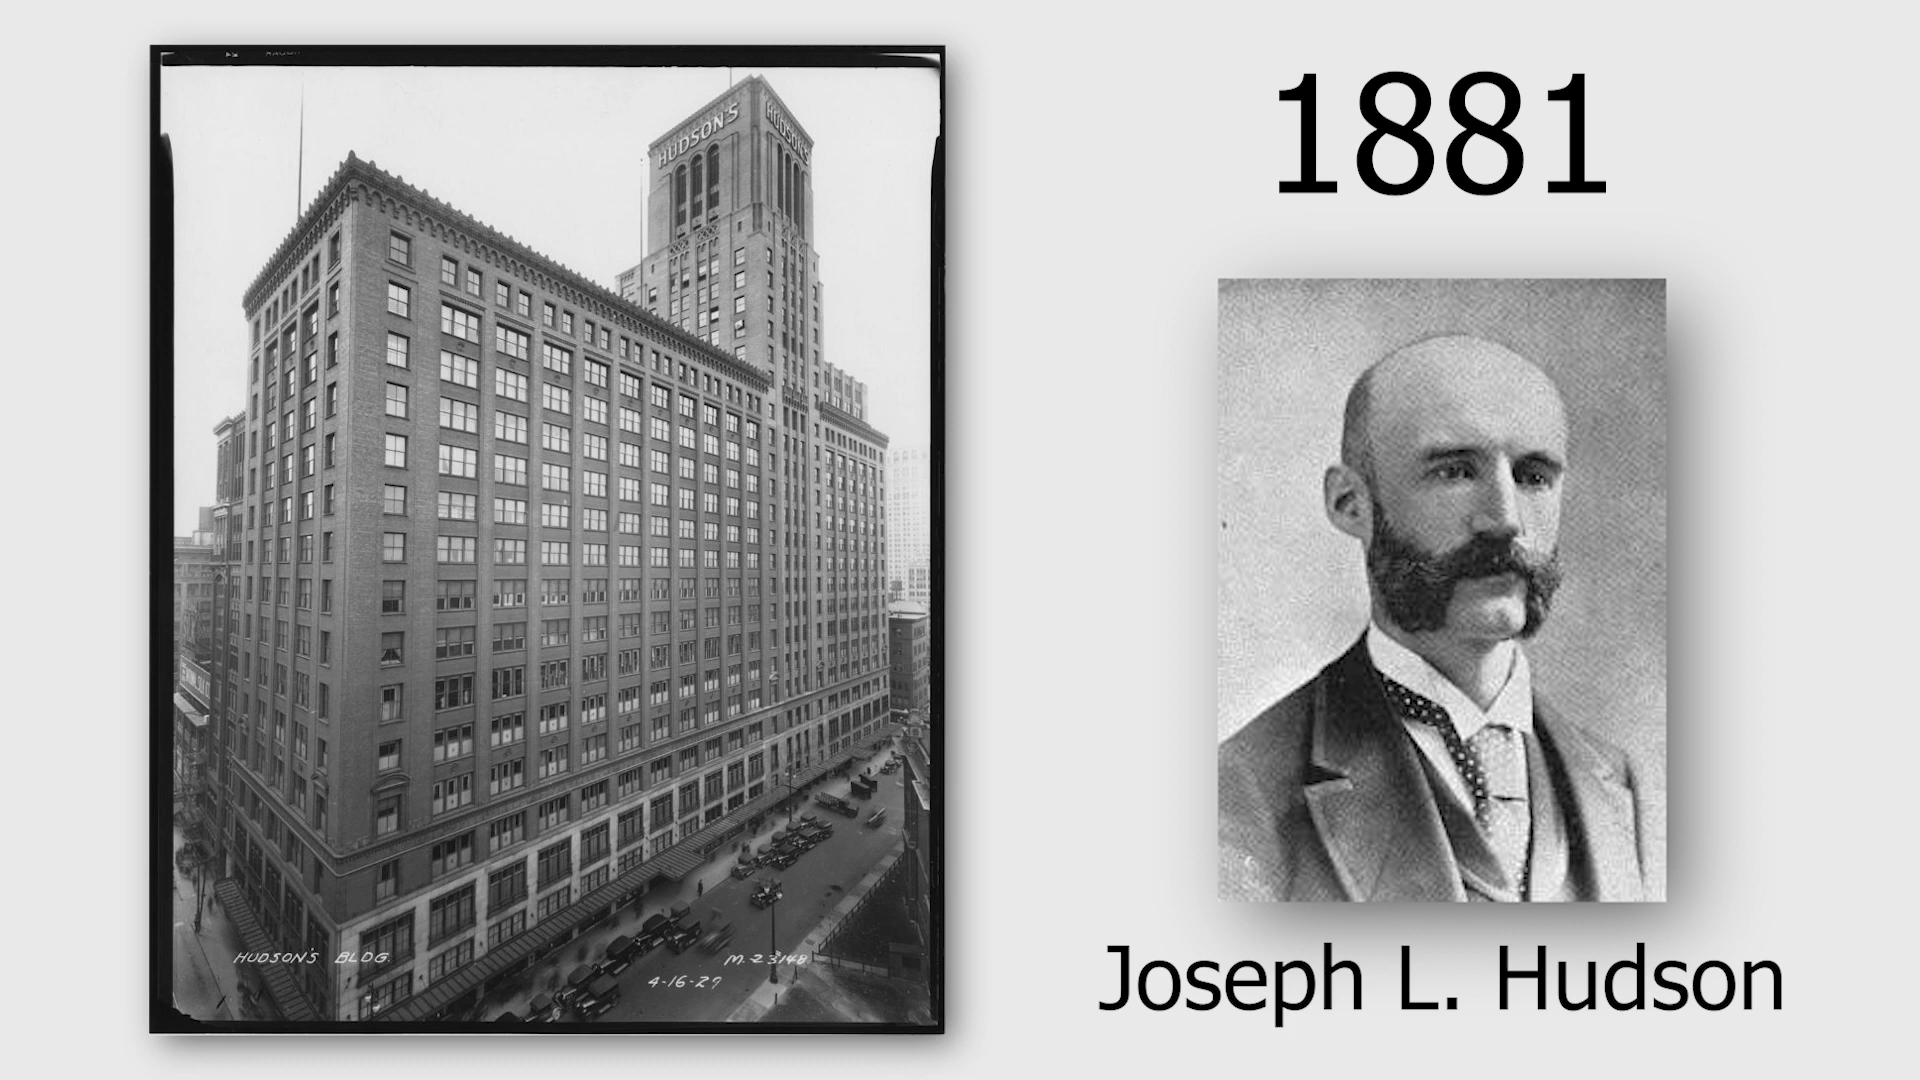 HUDSON'S
HUDSON'S
HUDSON'S BLDG.
M-23148
4-16-27
1881
Joseph L. Hudson